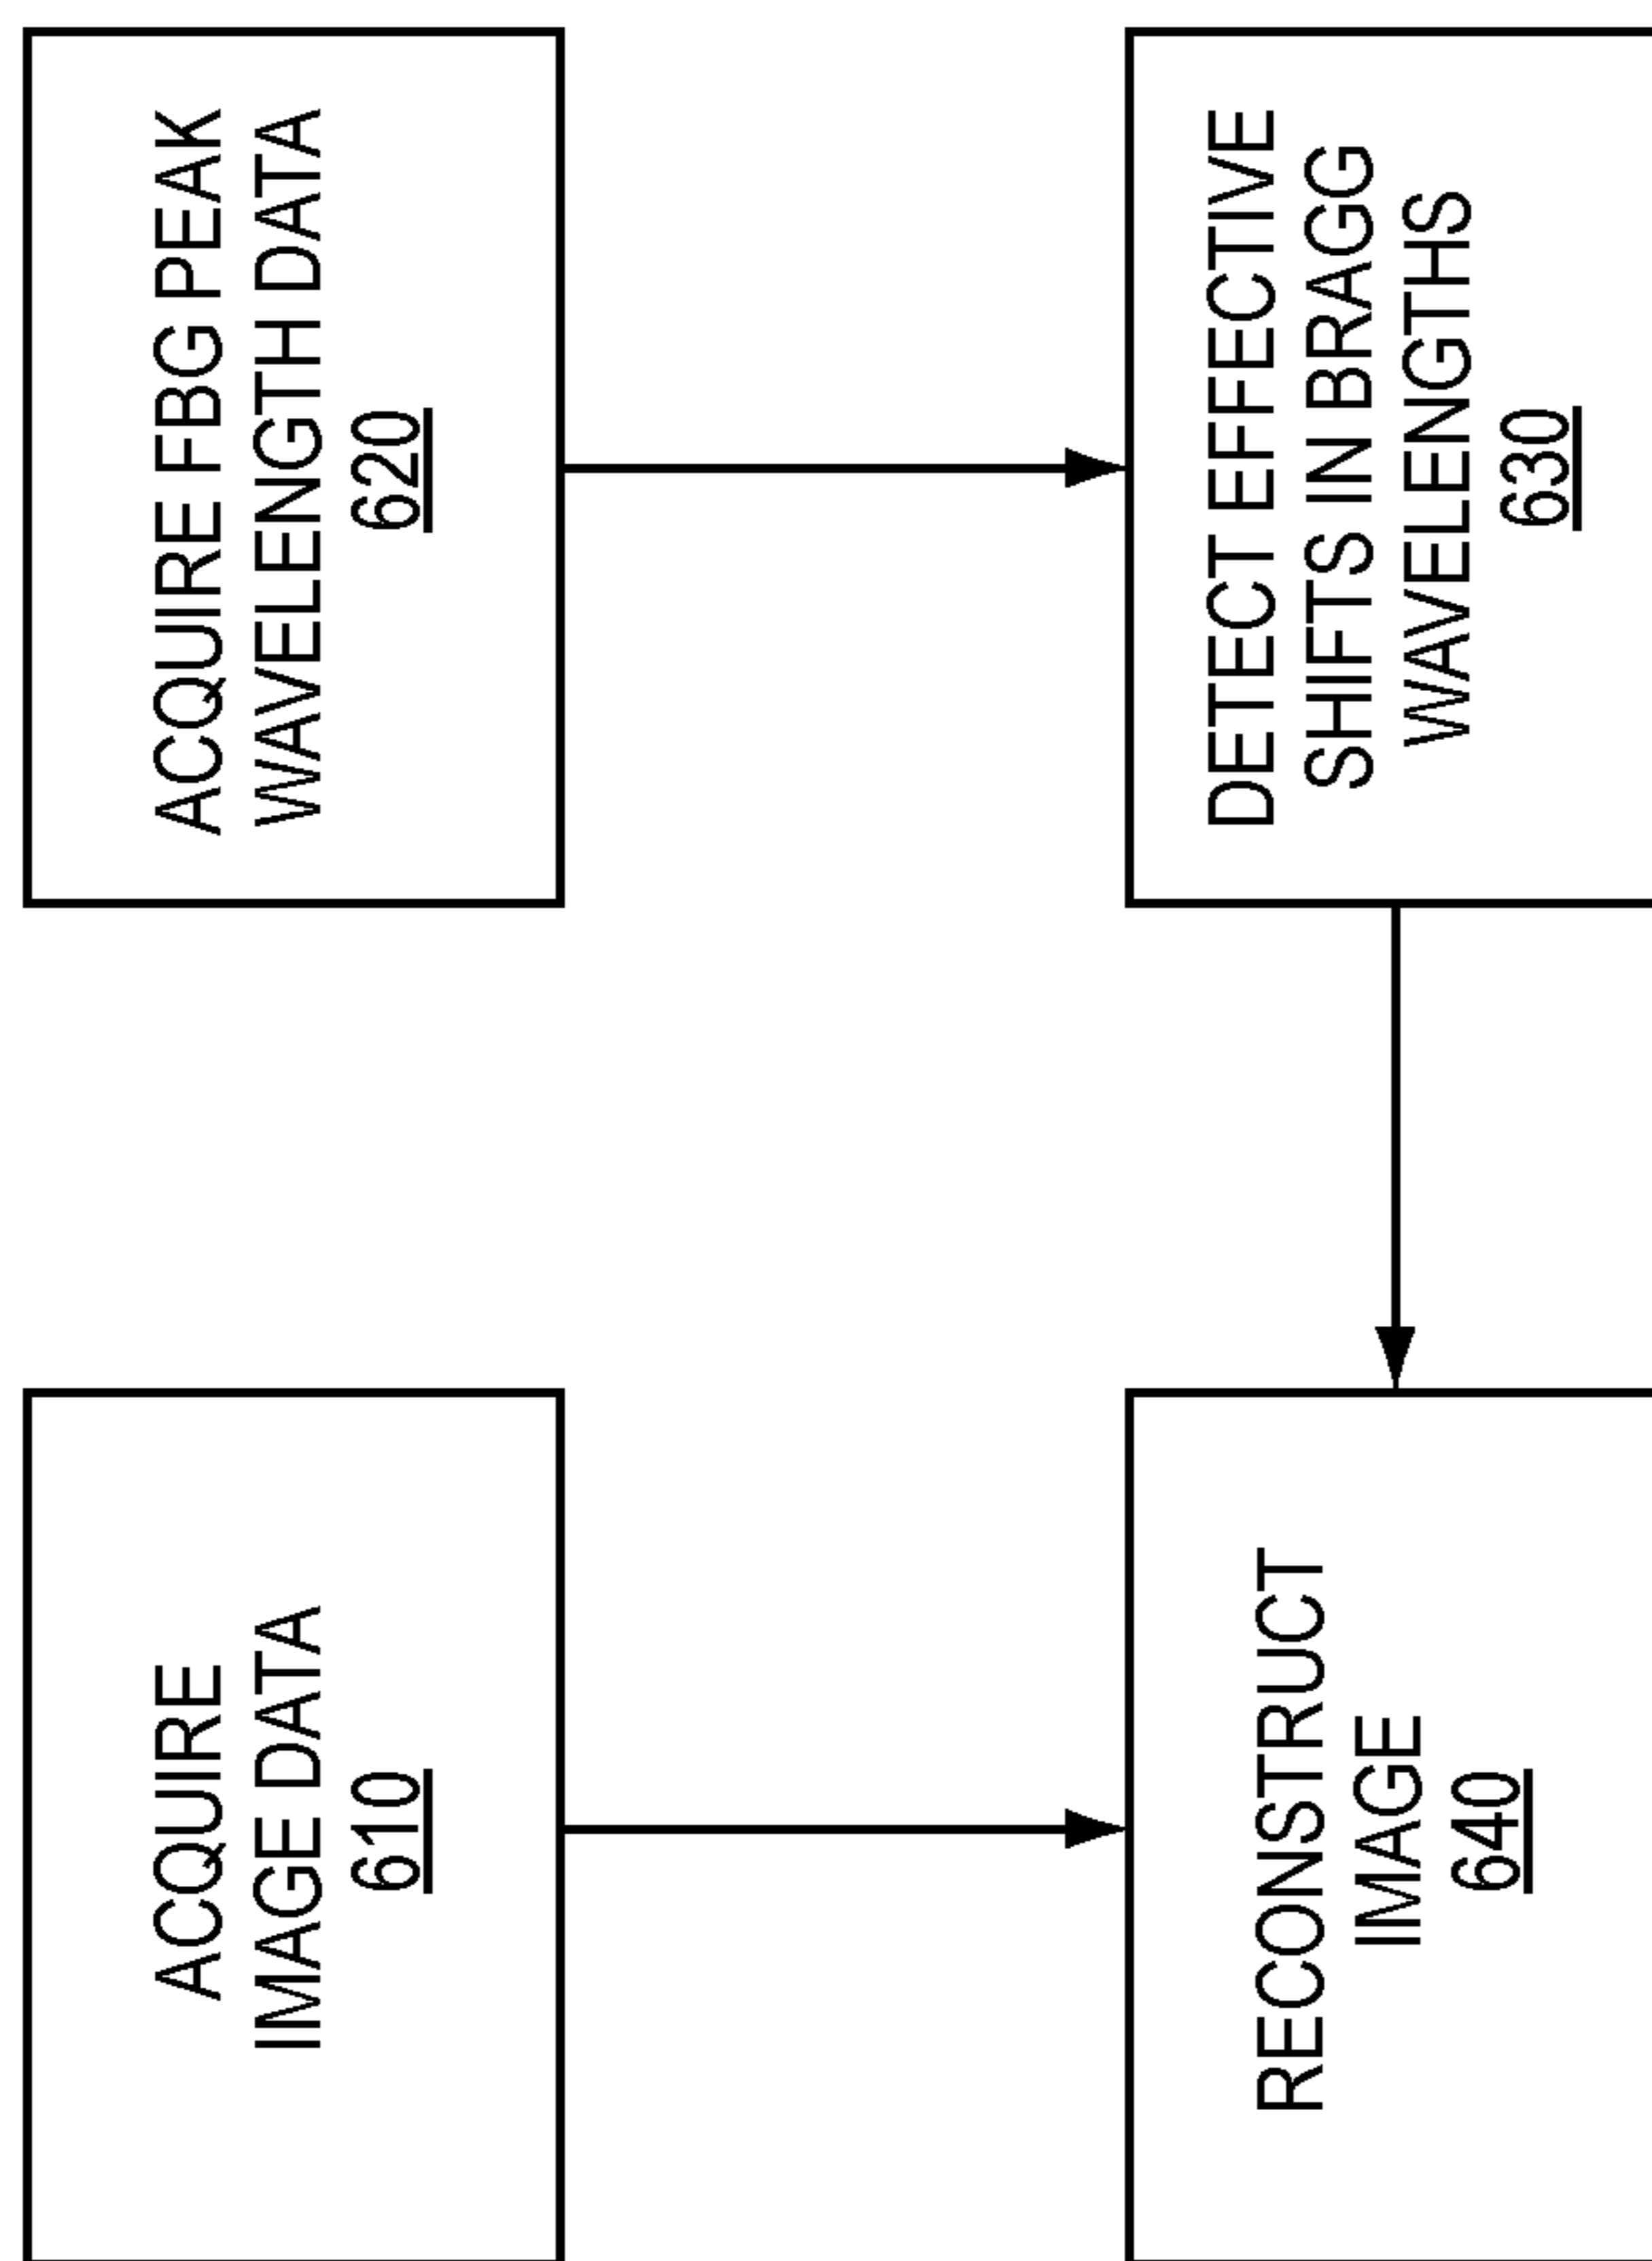 ACQUIRE
IMAGE DATA
610
ACQUIRE FBG PEAK
WAVELENGTH DATA
620
RECONSTRUCT
IMAGE
640
DETECT EFFECTIVE
SHIFTS IN BRAGG
WAVELENGTHS
630